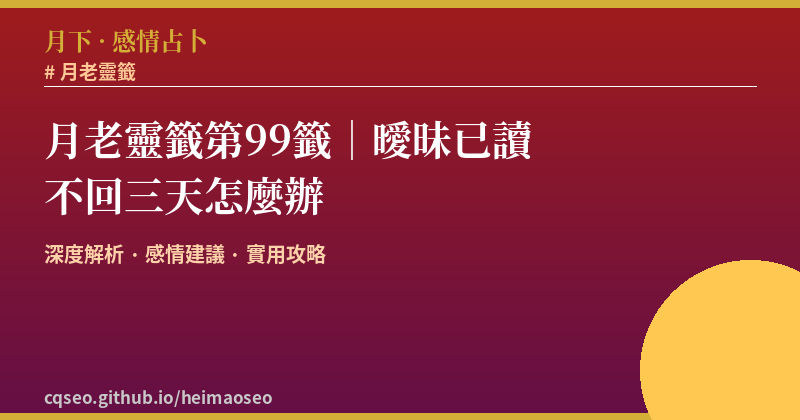 月下 · 感情占卜
# 月老靈籤
月老靈籤第99籤｜曖昧已讀
不回三天怎麼辦
深度解析 · 感情建議 · 實用攻略
cqseo.github.io/heimaoseo